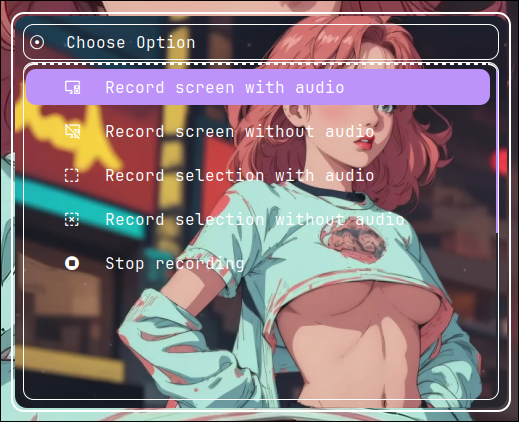 Choose Option
Record screen with audio
Record screen without audio
Record selection with audio
Record selection without audio
Stop recording